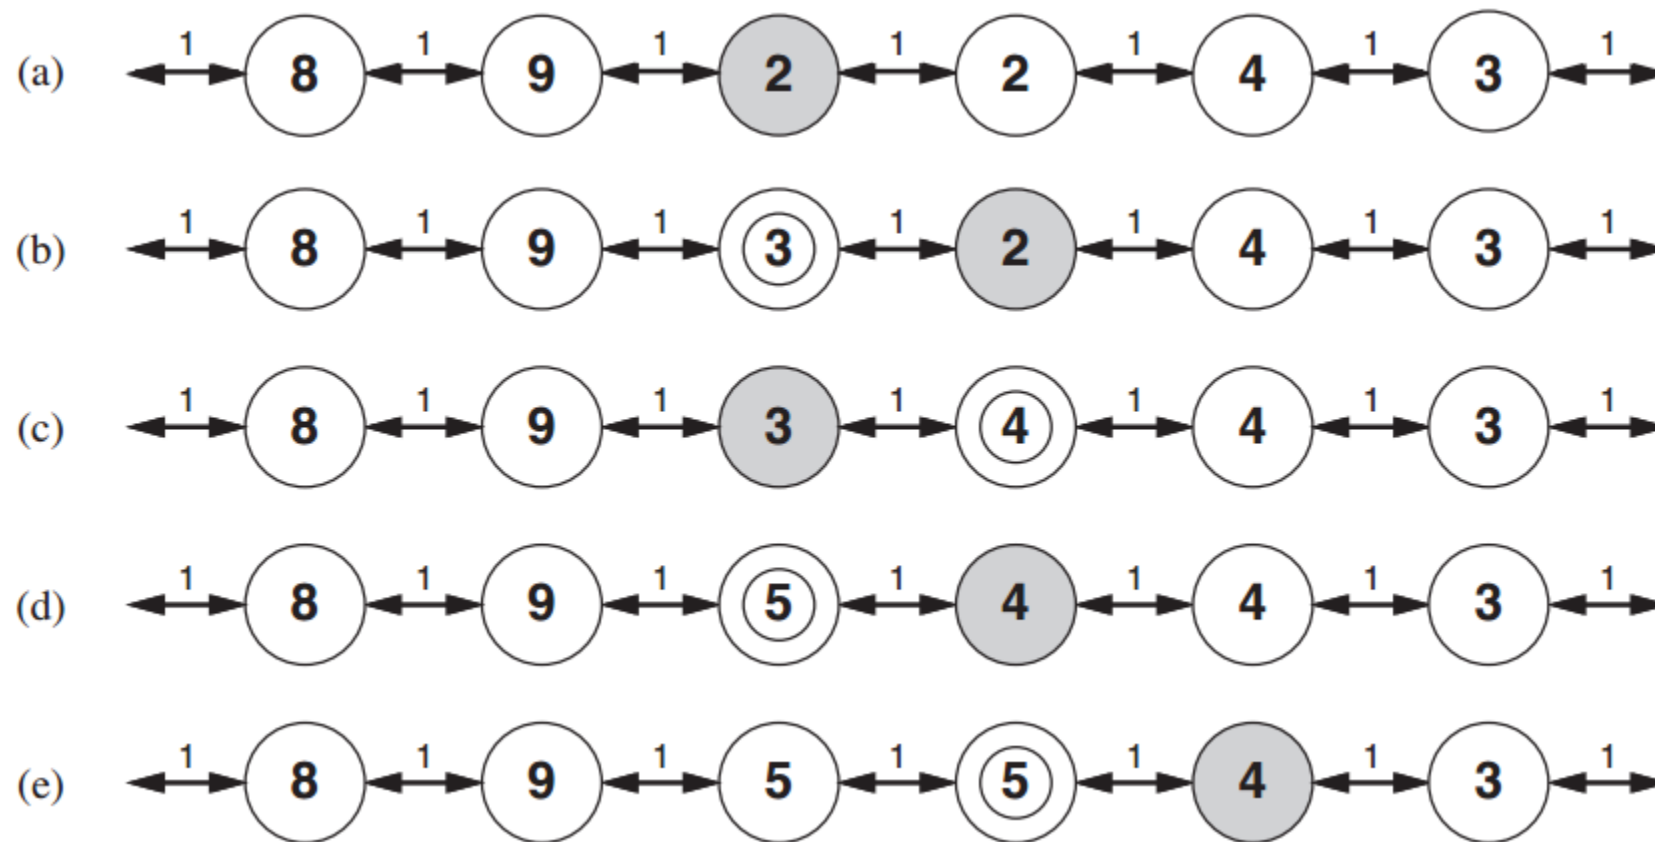 1 1 1 1 1 1 1
(a) 8 9 2 2 4 3
1 1 1 1 1 1 1
(b) 8 9 3 2 4 3
1 1 1 1 1 1 1
(c) 8 9 3 4 4 3
1 1 1 1 1 1 1
(d) 8 9 5 4 4 3
1 1 1 1 1 1 1
(e) 8 9 5 5 4 3